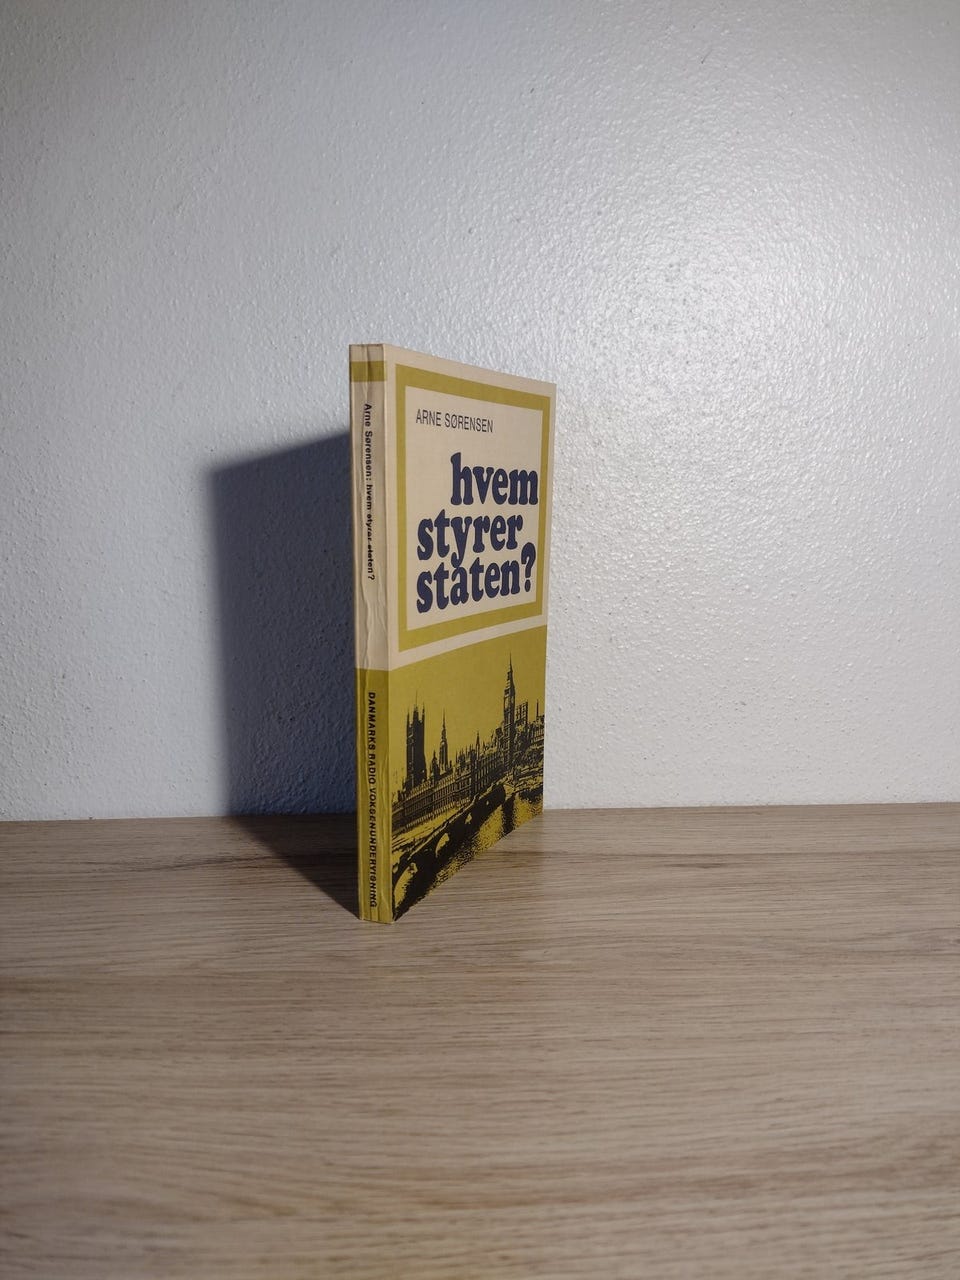 Arne Sørensen: hvem styrer staten?
DANMARKS RADIO VOKSENUNDERVISNING
ARNE SØRENSEN
hvem
styrer
staten?